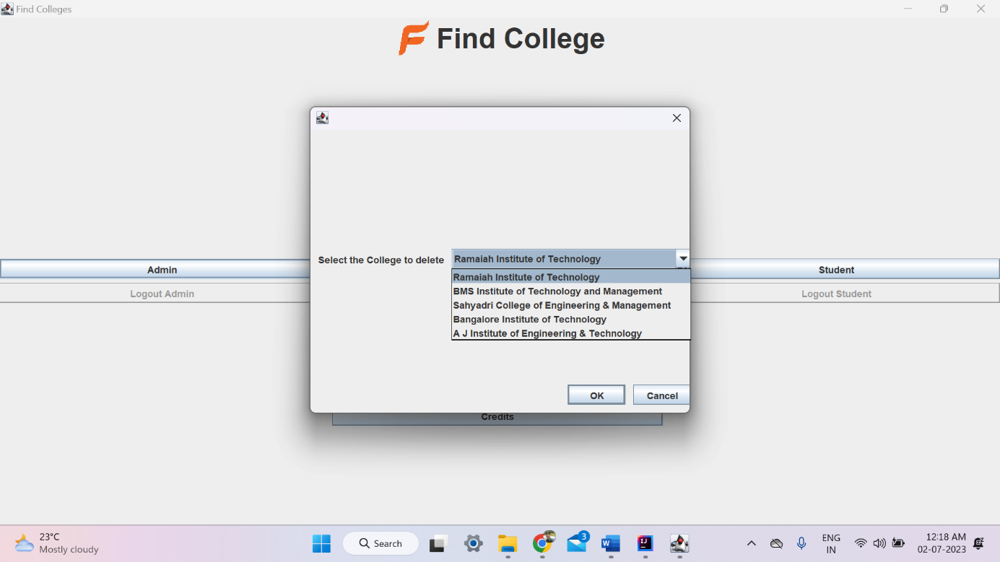 Find Colleges
Find College
Select the College to delete
Ramaiah Institute of Technology
Ramaiah Institute of Technology
BMS Institute of Technology and Management
Sahyadri College of Engineering & Management
Bangalore Institute of Technology
A J Institute of Engineering & Technology
Admin
Student
Logout Admin
Logout Student
OK
Cancel
Credits
23°C
Mostly cloudy
Search
3
W
IJ
ENG
IN
12:18 AM
02-07-2023